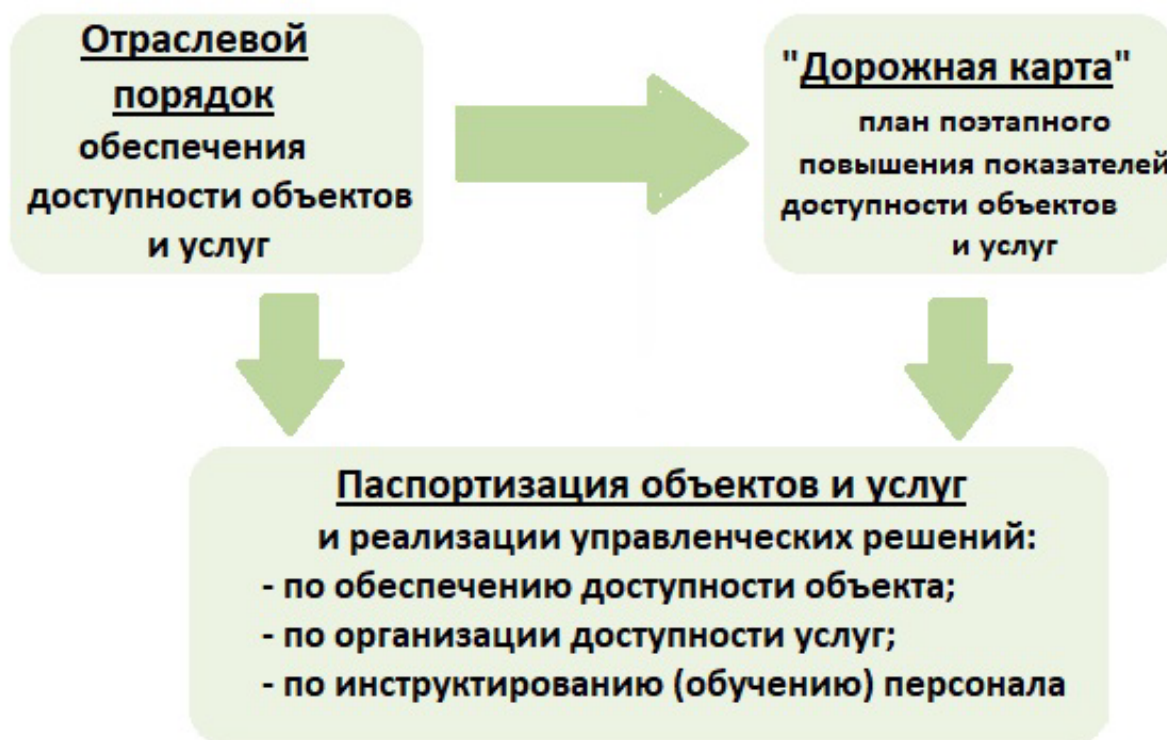 Отраслевой
порядок
обеспечения
доступности объектов
и услуг
"Дорожная карта"
план поэтапного
повышения показателей
доступности объектов
и услуг
Паспортизация объектов и услуг
и реализации управленческих решений:
- по обеспечению доступности объекта;
- по организации доступности услуг;
- по инструктированию (обучению) персонала